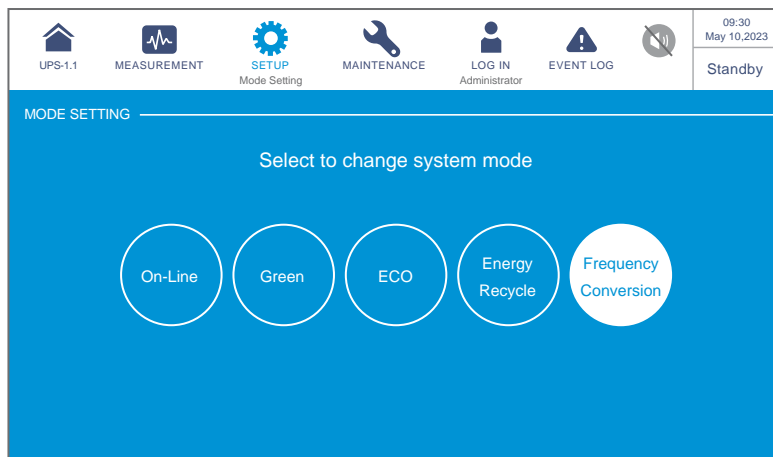 UPS-1.1
MEASUREMENT
SETUP
Mode Setting
MAINTENANCE
LOG IN
Administrator
EVENT LOG
09:30
May 10,2023
Standby
MODE SETTING
Select to change system mode
On-Line
Green
ECO
Energy
Recycle
Frequency
Conversion